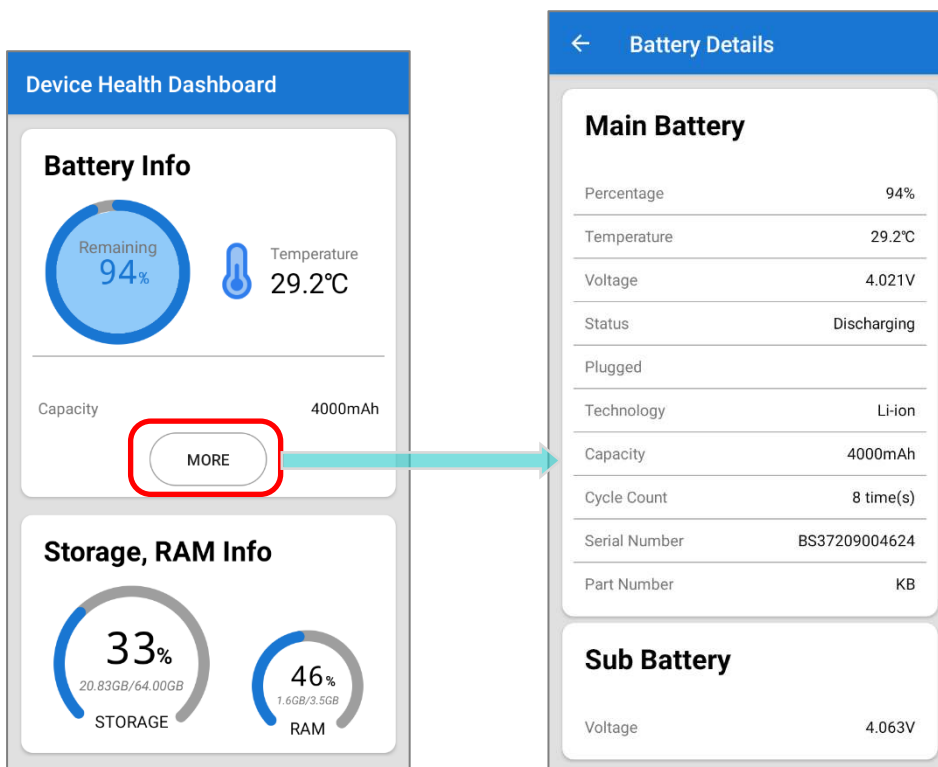 Device Health Dashboard
Battery Info
Remaining
94%
Temperature
29.2℃
Capacity 4000mAh
MORE
Storage, RAM Info
33%
20.83GB/64.00GB
STORAGE
46%
1.6GB/3.5GB
RAM
Battery Details
Main Battery
Percentage 94%
Temperature 29.2℃
Voltage 4.021V
Status Discharging
Plugged
Technology Li-ion
Capacity 4000mAh
Cycle Count 8 time(s)
Serial Number BS37209004624
Part Number KB
Sub Battery
Voltage 4.063V